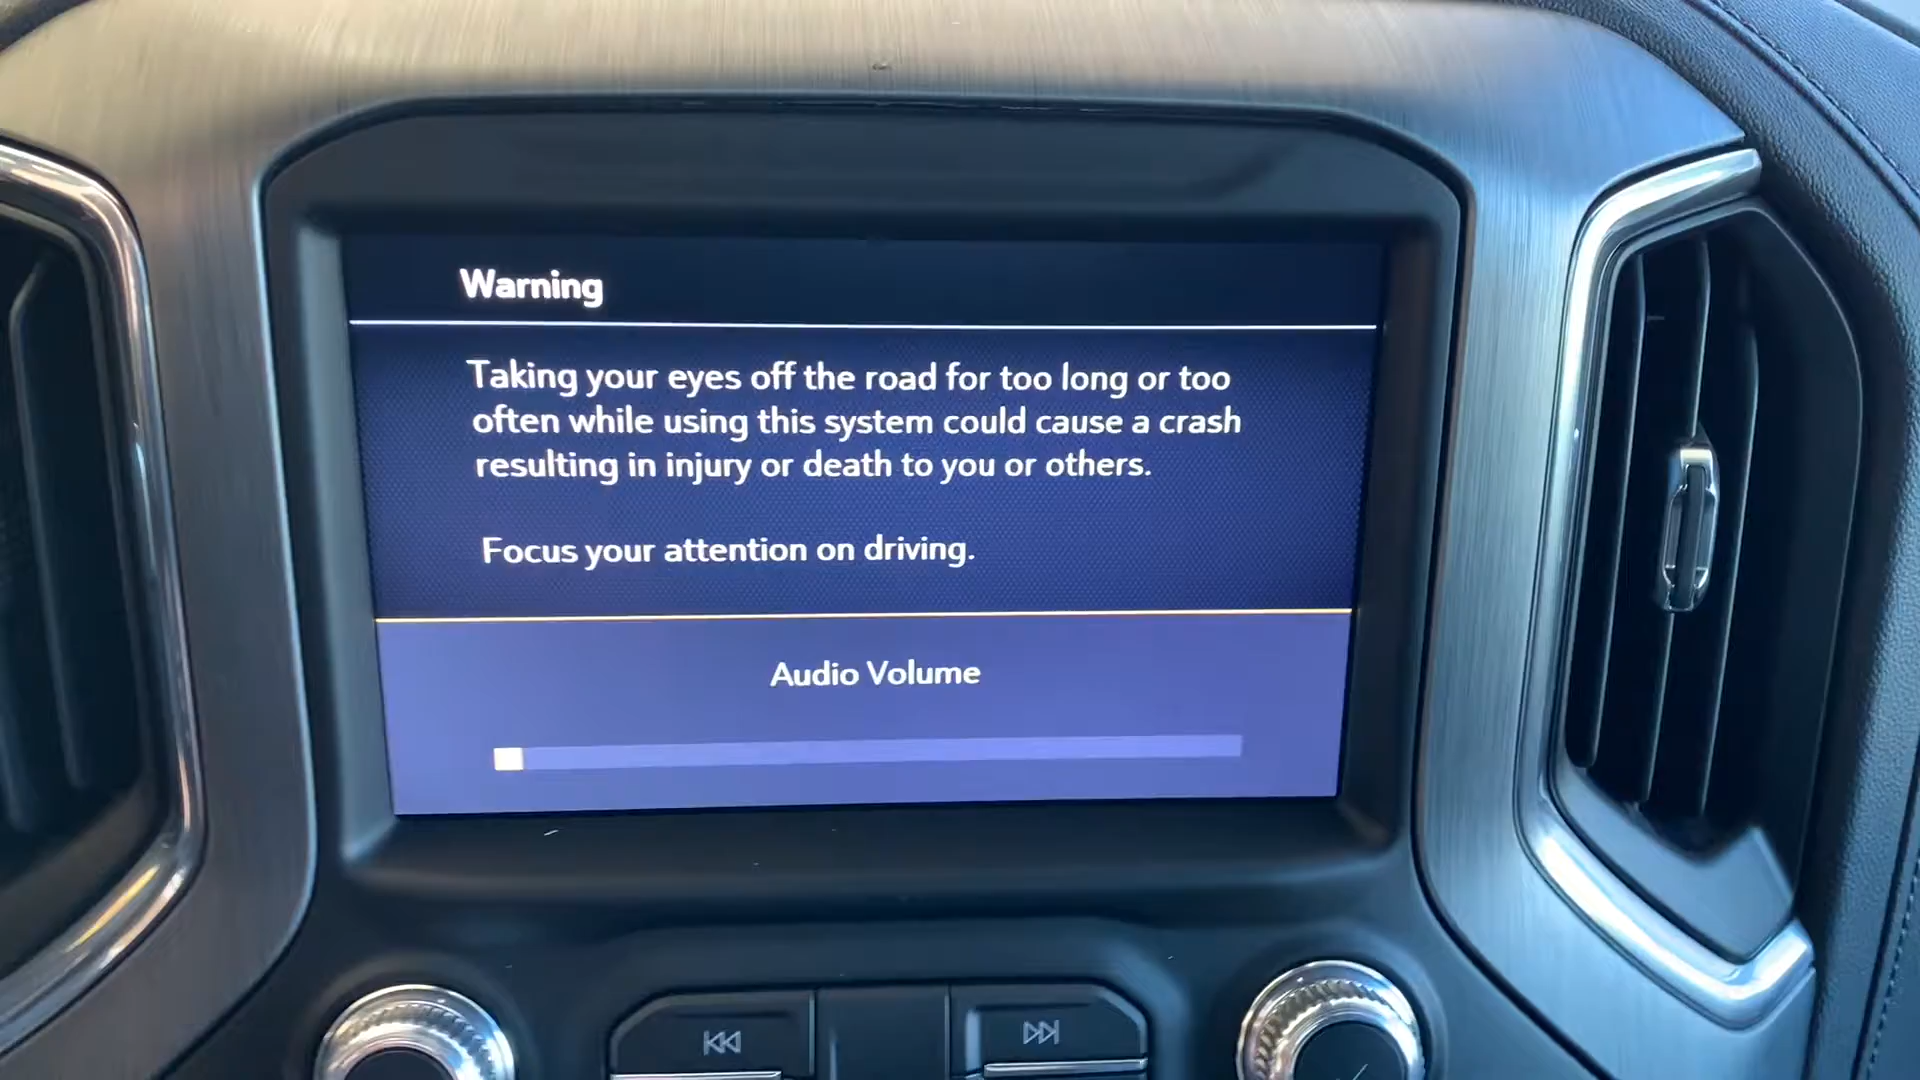 Warning
Taking your eyes off the road for too long or too
often while using this system could cause a crash
resulting in injury or death to you or others.
Focus your attention on driving.
Audio Volume